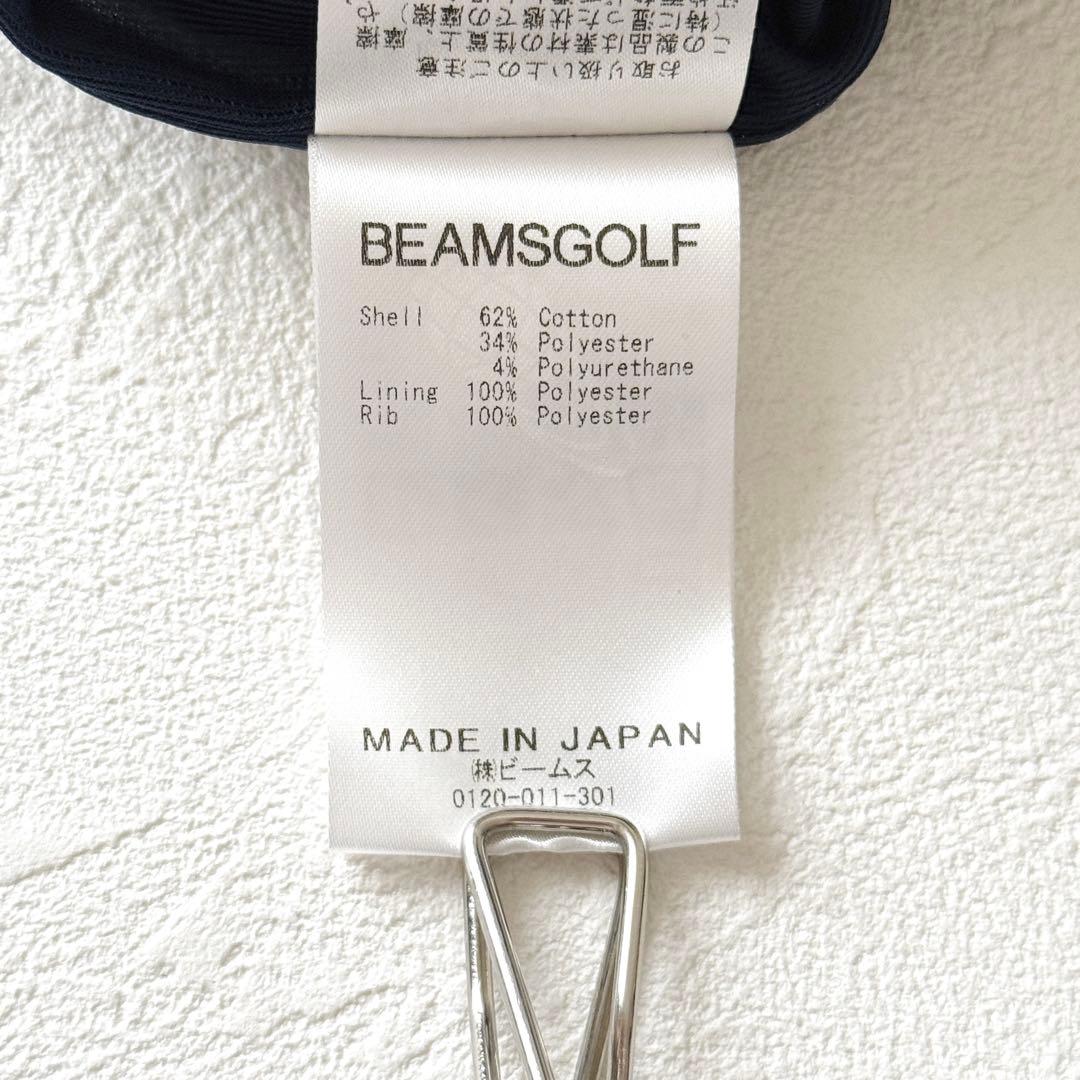 お取り扱い上のご注意
この製品は素材の性質上、摩擦
(特に湿った状態での摩擦)や
BEAMSGOLF
Shell 62% Cotton
34% Polyester
4% Polyurethane
Lining 100% Polyester
Rib 100% Polyester
MADE IN JAPAN
㈱ビームス
0120-011-301